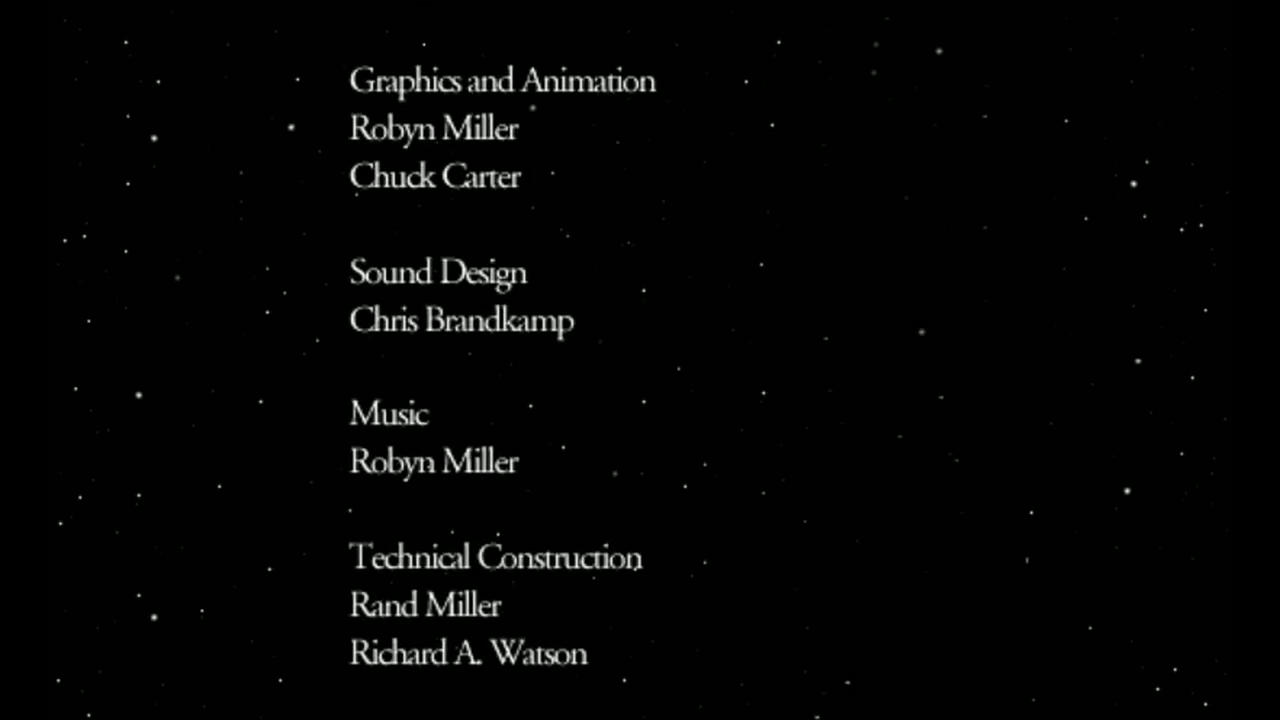 Graphics and Animation
Robyn Miller
Chuck Carter
Sound Design
Chris Brandkamp
Music
Robyn Miller
Technical Construction
Rand Miller
Richard A. Watson